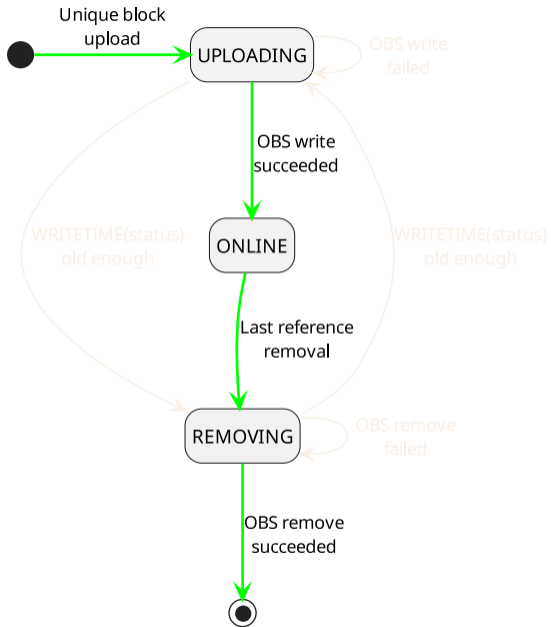 Unique block
upload
UPLOADING
OBS write
failed
OBS write
succeeded
WRITETIME(status)
old enough
WRITETIME(status)
old enough
ONLINE
Last reference
removal
REMOVING
OBS remove
failed
OBS remove
succeeded